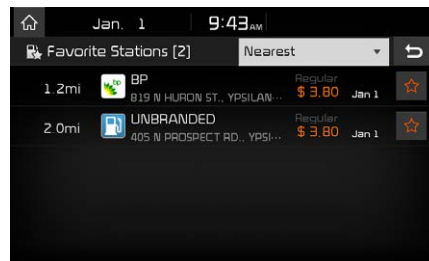 Jan. 1 9:43AM
Favorite Stations [2] Nearest
1.2mi bp BP Regular
819 N HURON ST., YPSILAN··· $ 3.80 Jan 1
2.0mi UNBRANDED Regular
405 N PROSPECT RD., YPSI··· $ 3.80 Jan 1